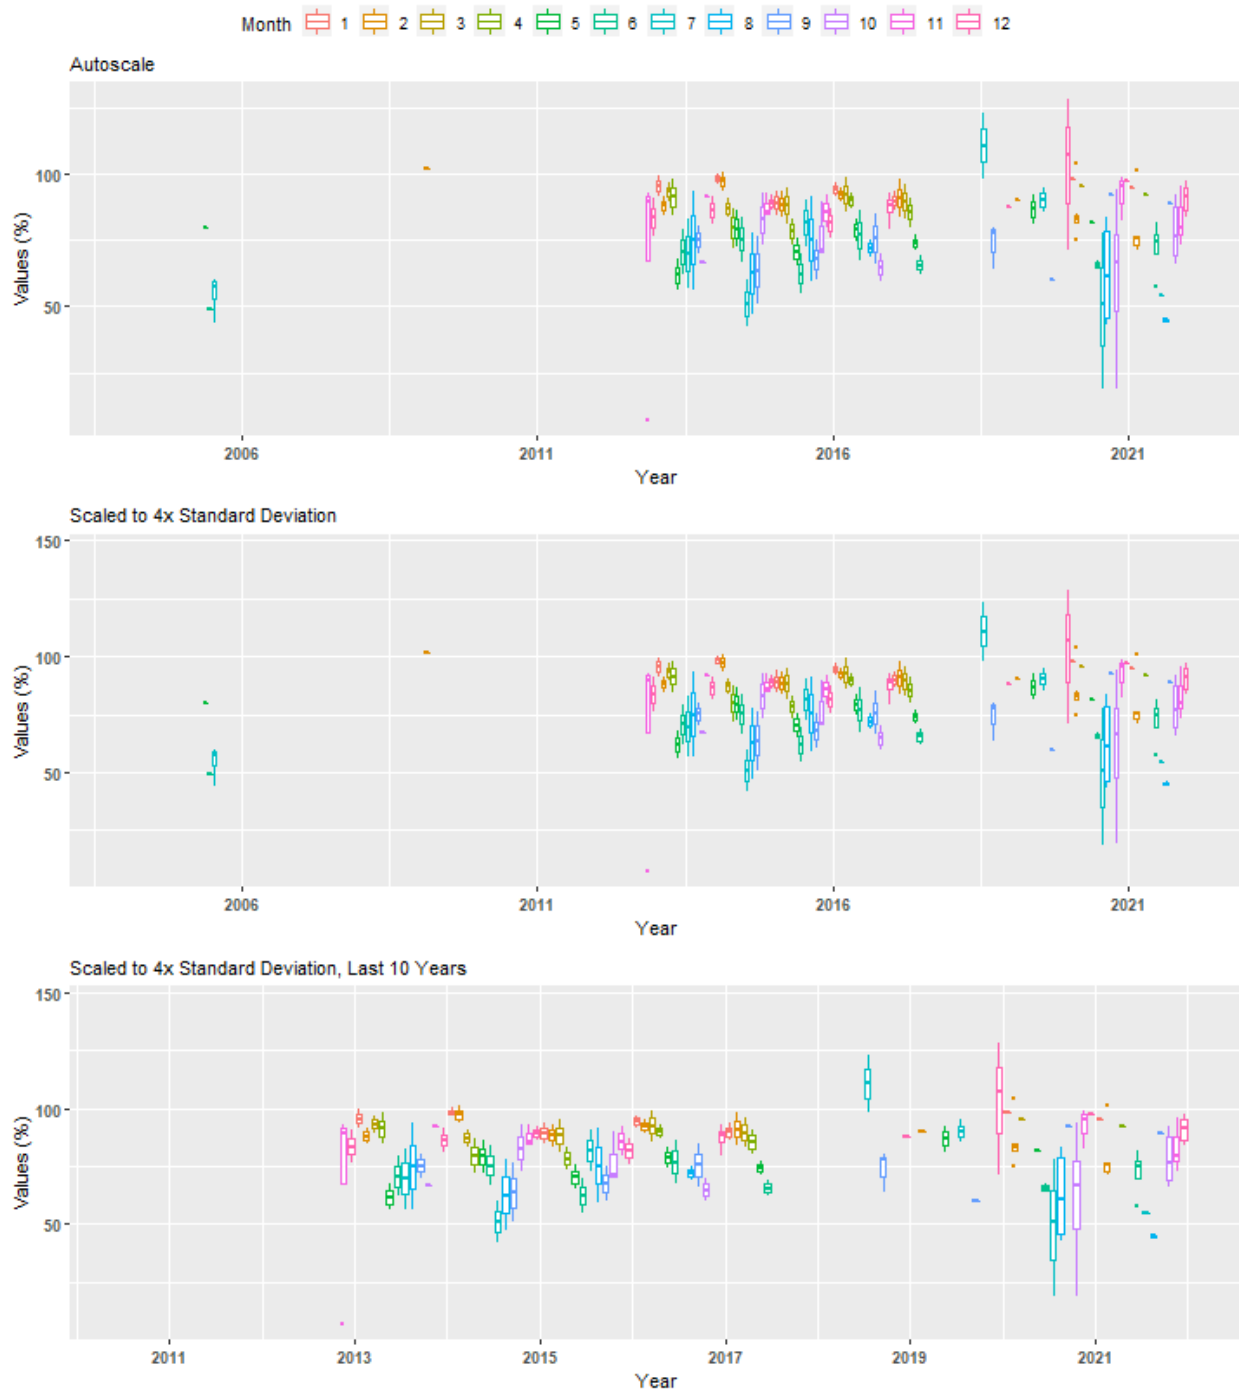 Month 1 2 3 4 5 6 7 8 9 10 11 12
Autoscale
Values (%)
100
50
2006 2011 2016 2021
Year
Scaled to 4x Standard Deviation
Values (%)
150
100
50
2006 2011 2016 2021
Year
Scaled to 4x Standard Deviation, Last 10 Years
Values (%)
150
100
50
2011 2013 2015 2017 2019 2021
Year